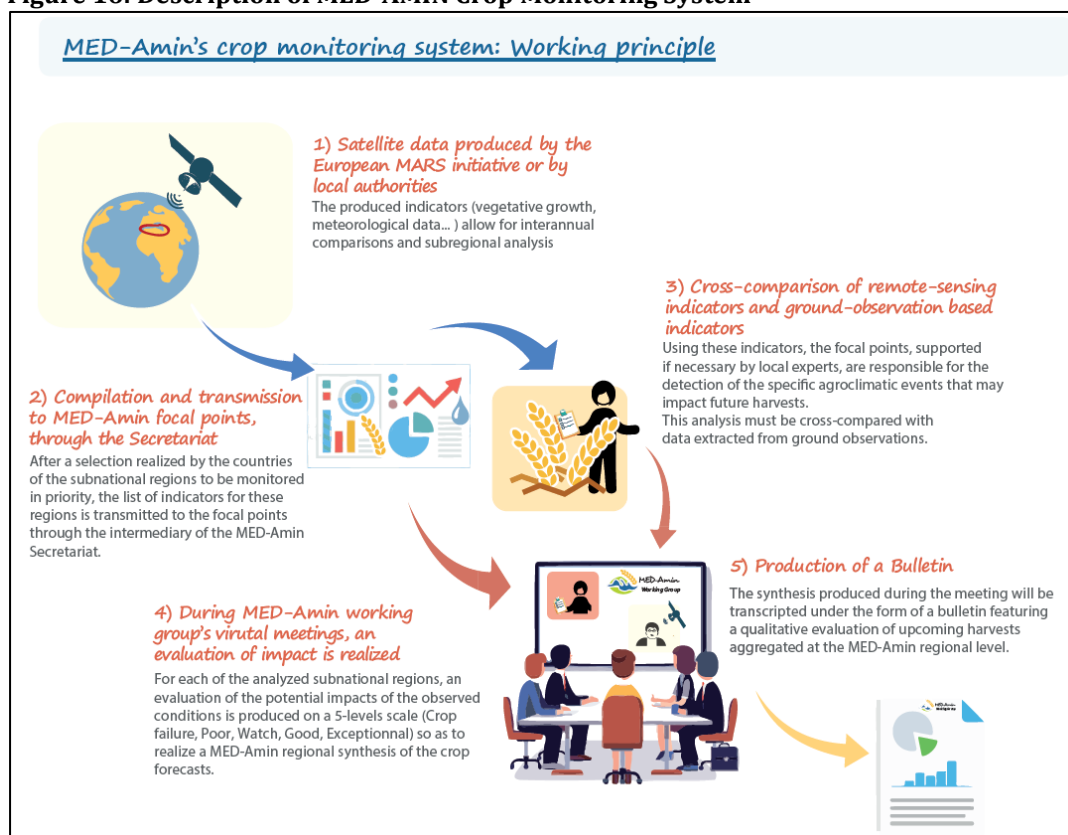 Figure 16: Description of MED-AMIN Crop Monitoring System
MED-Amin's crop monitoring system: Working principle
1) Satellite data produced by the
European MARS initiative or by
local authorities
The produced indicators (vegetative growth,
meteorological data... ) allow for interannual
comparisons and subregional analysis
2) Compilation and transmission
to MED-Amin focal points,
through the Secretariat
After a selection realized by the countries
of the subnational regions to be monitored
in priority, the list of indicators for these
regions is transmitted to the focal points
through the intermediary of the MED-Amin
Secretariat.
3) Cross-comparison of remote-sensing
indicators and ground-observation based
indicators
Using these indicators, the focal points, supported
if necessary by local experts, are responsible for the
detection of the specific agroclimatic events that may
impact future harvests.
This analysis must be cross-compared with
data extracted from ground observations.
4) During MED-Amin working
group's virutal meetings, an
evaluation of impact is realized
For each of the analyzed subnational regions, an
evaluation of the potential impacts of the observed
conditions is produced on a 5-levels scale (Crop
failure, Poor, Watch, Good, Exceptionnal) so as to
realize a MED-Amin regional synthesis of the crop
forecasts.
MED-Amin
Working Group
5) Production of a Bulletin
The synthesis produced during the meeting will be
transcripted under the form of a bulletin featuring
a qualitative evaluation of upcoming harvests
aggregated at the MED-Amin regional level.
MED-Amin